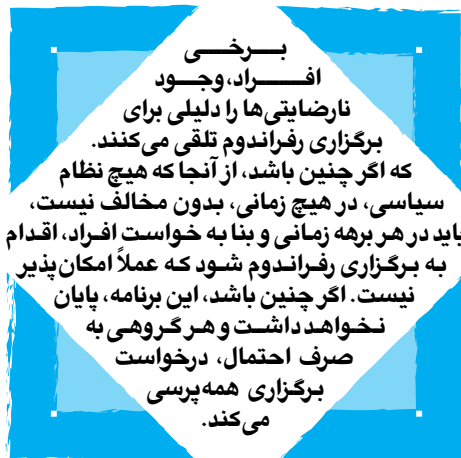 برخی
افراد، وجود
نارضایتی‌ها را دلیلی برای
برگزاری رفراندوم تلقی می‌کنند.
که اگر چنین باشد، از آنجا که هیچ نظام
سیاسی، در هیچ زمانی، بدون مخالف نیست،
باید در هر برهه زمانی و بنا به خواست افراد، اقدام
به برگزاری رفراندوم شود که عملاً امکان‌پذیر
نیست. اگر چنین باشد، این برنامه، پایان
نخواهد داشت و هر گروهی به
صرف احتمال، درخواست
برگزاری همه‌پرسی
می‌کند.